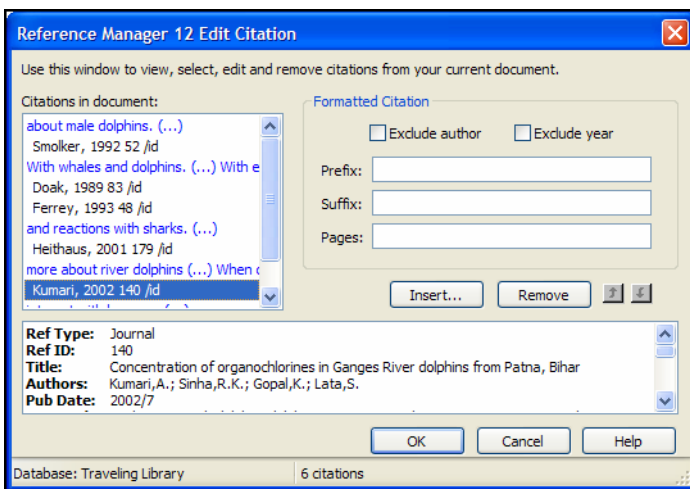 Reference Manager 12 Edit Citation
Use this window to view, select, edit and remove citations from your current document.
Citations in document:
about male dolphins. (...)
Smolker, 1992 52 /id
With whales and dolphins. (...) With e
Doak, 1989 83 /id
Ferrey, 1993 48 /id
and reactions with sharks. (...)
Heithaus, 2001 179 /id
more about river dolphins (...) When
Kumari, 2002 140 /id
Formatted Citation
Exclude author
Exclude year
Prefix:
Suffix:
Pages:
Insert...
Remove
Ref Type: Journal
Ref ID: 140
Title: Concentration of organochlorines in Ganges River dolphins from Patna, Bihar
Authors: Kumari,A.; Sinha,R.K.; Gopal,K.; Lata,S.
Pub Date: 2002/7
OK
Cancel
Help
Database: Traveling Library
6 citations